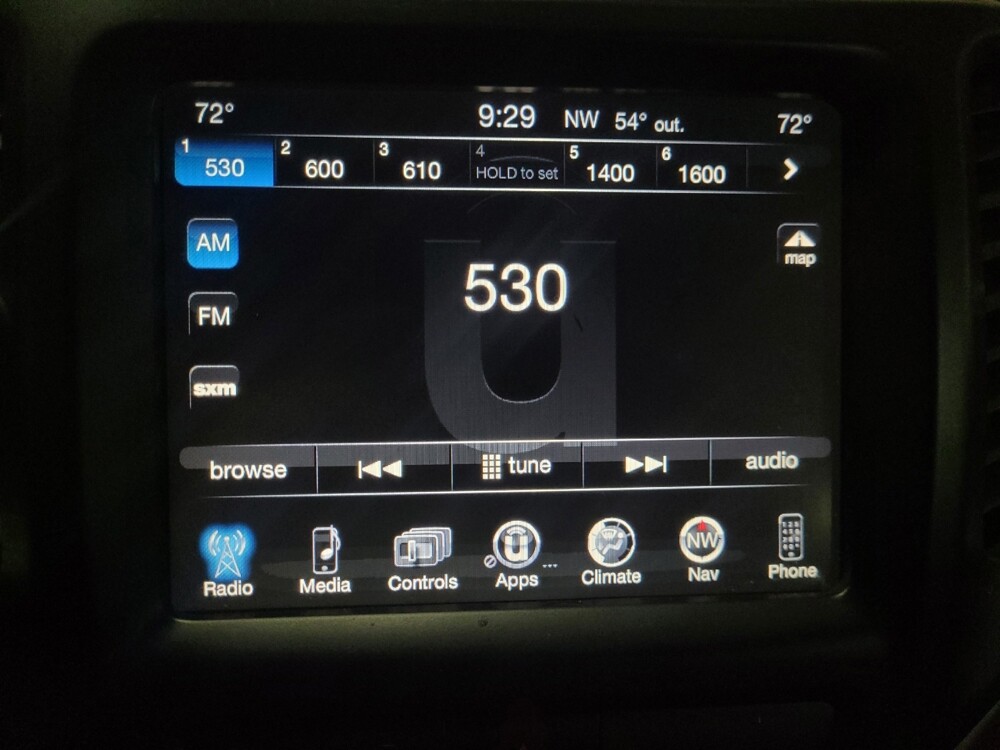 72° 9:29 NW 54° out. 72°
1 530 2 600 3 610 4 HOLD to set 5 1400 6 1600
AM
530
map
FM
sxm
browse tune audio
Radio Media Controls Apps ... Climate NW Nav Phone